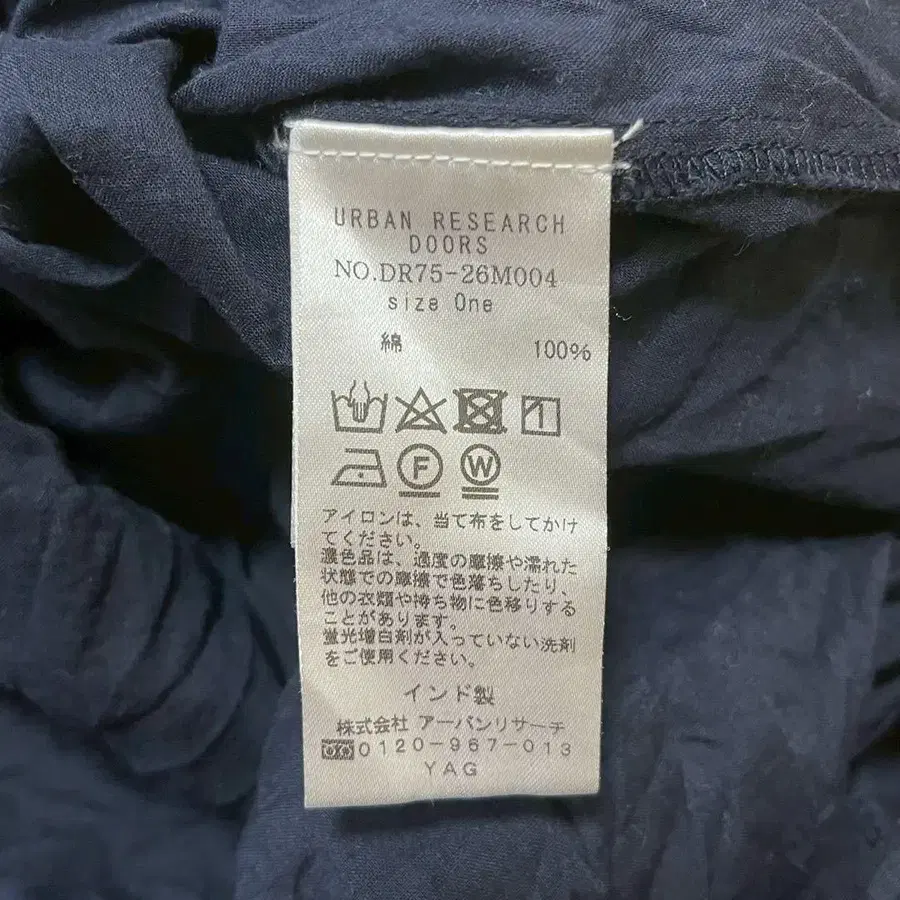 URBAN RESEARCH
DOORS
NO.DR75-26M004
size One
綿 100%
F W
アイロンは、当て布をしてかけ
てください。
濃色品は、過度の摩擦や濡れた
状態での摩擦で色落ちしたり、
他の衣類や持ち物に色移りする
ことがあります。
蛍光増白剤が入っていない洗剤
をご使用ください。
インド製
株式会社 アーバンリサーチ
0120-967-013
YAG